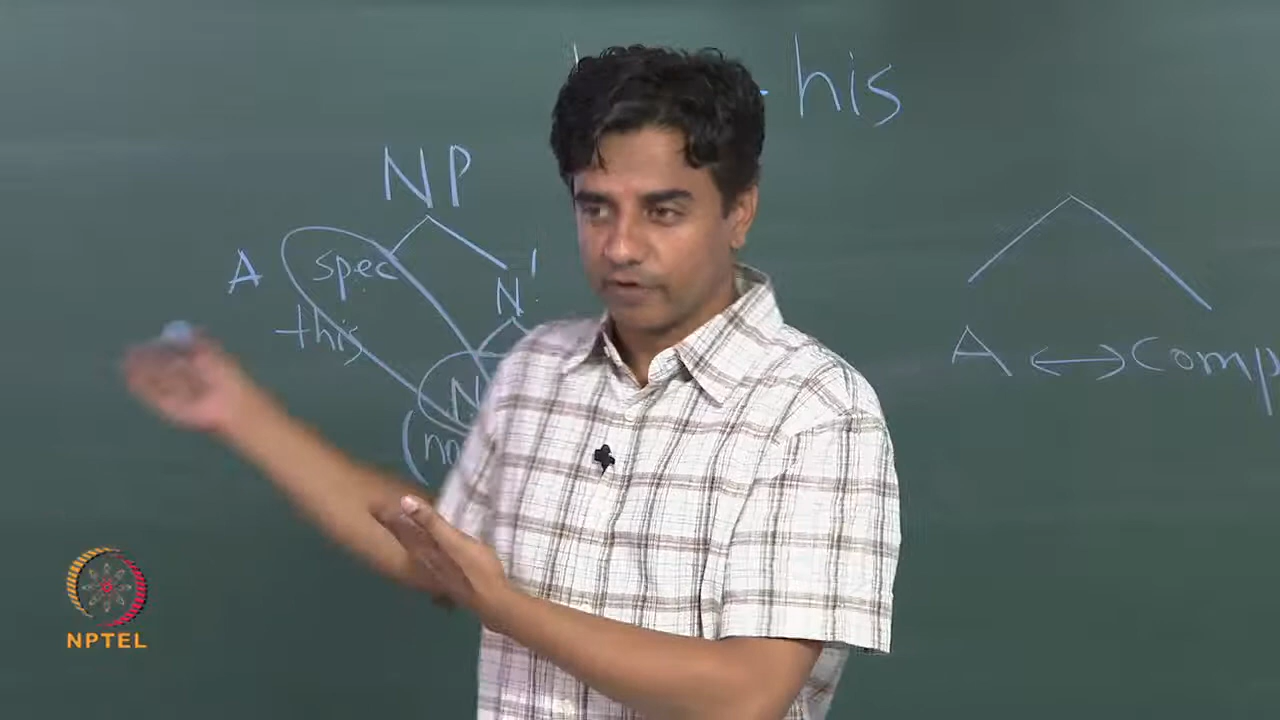 his
NP
A spec N'
this
A ↔ Comp
N
NPTEL